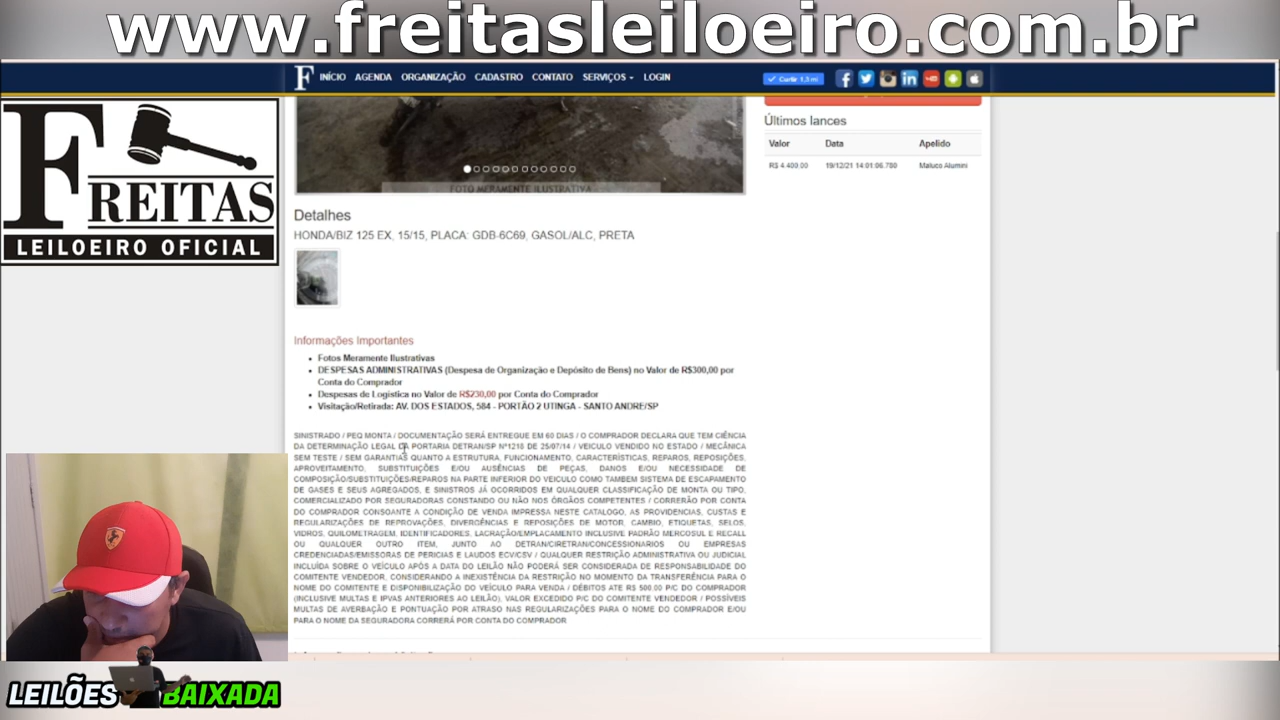 www.freitasleiloeiro.com.br
F INÍCIO AGENDA ORGANIZAÇÃO CADASTRO CONTATO SERVIÇOS LOGIN Curtir 1,3 mi
FREITAS
LEILOEIRO OFICIAL
FOTO MERAMENTE ILUSTRATIVA
Últimos lances
Valor Data Apelido
R$ 4.400,00 19/12/21 14:01:06.780 Maluco Alumini
Detalhes
HONDA/BIZ 125 EX, 15/15, PLACA: GDB-6C69, GASOL/ALC, PRETA
Informações Importantes
Fotos Meramente Ilustrativas
DESPESAS ADMINISTRATIVAS (Despesa de Organização e Depósito de Bens) no Valor de R$300,00 por
Conta do Comprador
Despesas de Logística no Valor de R$230,00 por Conta do Comprador
Visitação/Retirada: AV. DOS ESTADOS, 584 - PORTÃO 2 UTINGA - SANTO ANDRE/SP
SINISTRADO / PEQ MONTA / DOCUMENTAÇÃO SERÁ ENTREGUE EM 60 DIAS / O COMPRADOR DECLARA QUE TEM CIÊNCIA
DA DETERMINAÇÃO LEGAL DA PORTARIA DETRAN/SP Nº1218 DE 25/07/14 / VEICULO VENDIDO NO ESTADO / MECÂNICA
SEM TESTE / SEM GARANTIAS QUANTO A ESTRUTURA, FUNCIONAMENTO, CARACTERÍSTICAS, REPAROS, REPOSIÇÕES,
APROVEITAMENTO, SUBSTITUIÇÕES E/OU AUSÊNCIAS DE PEÇAS, DANOS E/OU NECESSIDADE DE
COMPOSIÇÃO/SUBSTITUIÇÕES/REPAROS NA PARTE INFERIOR DO VEICULO COMO TAMBEM SISTEMA DE ESCAPAMENTO
DE GASES E SEUS AGREGADOS, E SINISTROS JÁ OCORRIDOS EM QUALQUER CLASSIFICAÇÃO DE MONTA OU TIPO,
COMERCIALIZADO POR SEGURADORAS CONSTANDO OU NÃO NOS ÓRGÃOS COMPETENTES / CORRERÃO POR CONTA
DO COMPRADOR CONSOANTE A CONDIÇÃO DE VENDA IMPRESSA NESTE CATALOGO, AS PROVIDENCIAS, CUSTAS E
REGULARIZAÇÕES DE REPROVAÇÕES, DIVERGÊNCIAS E REPOSIÇÕES DE MOTOR, CAMBIO, ETIQUETAS, SELOS,
VIDROS, QUILOMETRAGEM, IDENTIFICADORES, LACRAÇÃO/EMPLACAMENTO INCLUSIVE PADRÃO MERCOSUL E RECALL
OU QUALQUER OUTRO ITEM, JUNTO AO DETRAN/CIRETRAN/CONCESSIONARIOS OU EMPRESAS
CREDENCIADAS/EMISSORAS DE PERICIAS E LAUDOS ECV/CSV / QUALQUER RESTRIÇÃO ADMINISTRATIVA OU JUDICIAL
INCLUÍDA SOBRE O VEÍCULO APÓS A DATA DO LEILÃO NÃO PODERÁ SER CONSIDERADA DE RESPONSABILIDADE DO
COMITENTE VENDEDOR, CONSIDERANDO A INEXISTÊNCIA DA RESTRIÇÃO NO MOMENTO DA TRANSFERÊNCIA PARA O
NOME DO COMITENTE E DISPONIBILIZAÇÃO DO VEÍCULO PARA VENDA / DÉBITOS ATE R$ 500,00 P/C DO COMPRADOR
(INCLUSIVE MULTAS E IPVAS ANTERIORES AO LEILÃO), VALOR EXCEDIDO P/C DO COMITENTE VENDEDOR / POSSÍVEIS
MULTAS DE AVERBAÇÃO E PONTUAÇÃO POR ATRASO NAS REGULARIZAÇÕES PARA O NOME DO COMPRADOR E/OU
PARA O NOME DA SEGURADORA CORRERÁ POR CONTA DO COMPRADOR
LEILÕES BAIXADA